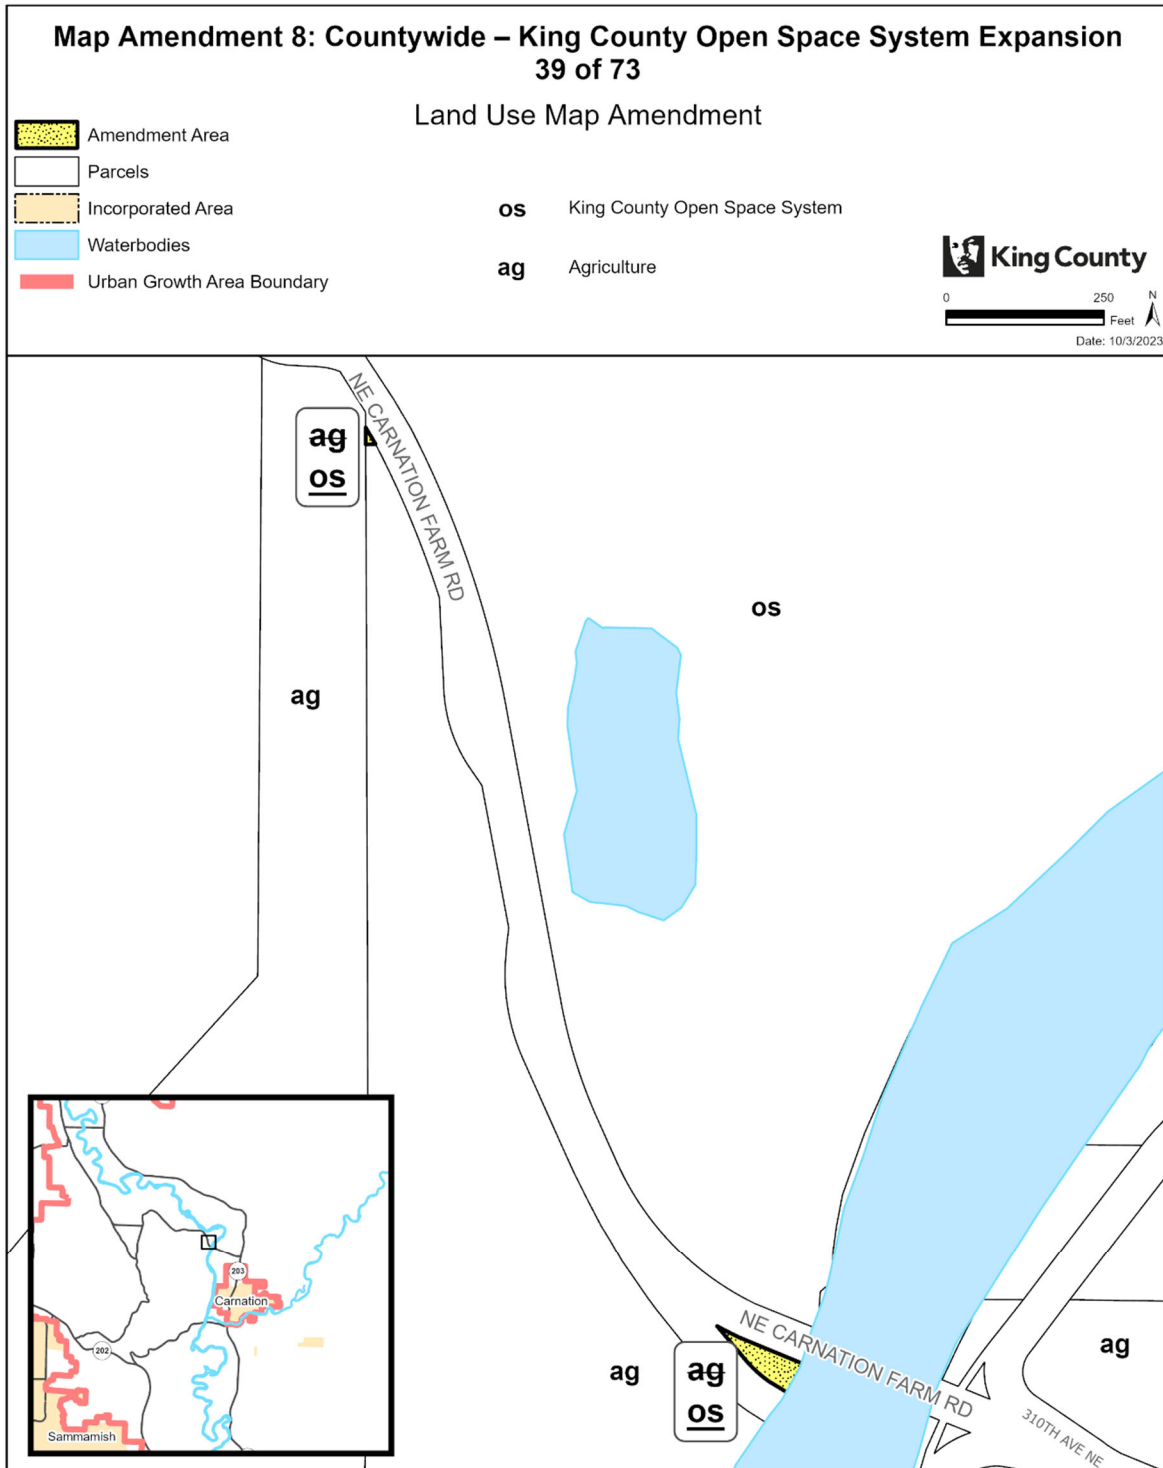 Map Amendment 8: Countywide – King County Open Space System Expansion
39 of 73
Land Use Map Amendment
Amendment Area
Parcels
Incorporated Area
Waterbodies
Urban Growth Area Boundary
os King County Open Space System
ag Agriculture
King County
0 250
Feet
N
Date: 10/3/2023
NE CARNATION FARM RD
ag
os
os
ag
203
Carnation
202
Sammamish
NE CARNATION FARM RD
ag
ag
os
ag
310TH AVE NE